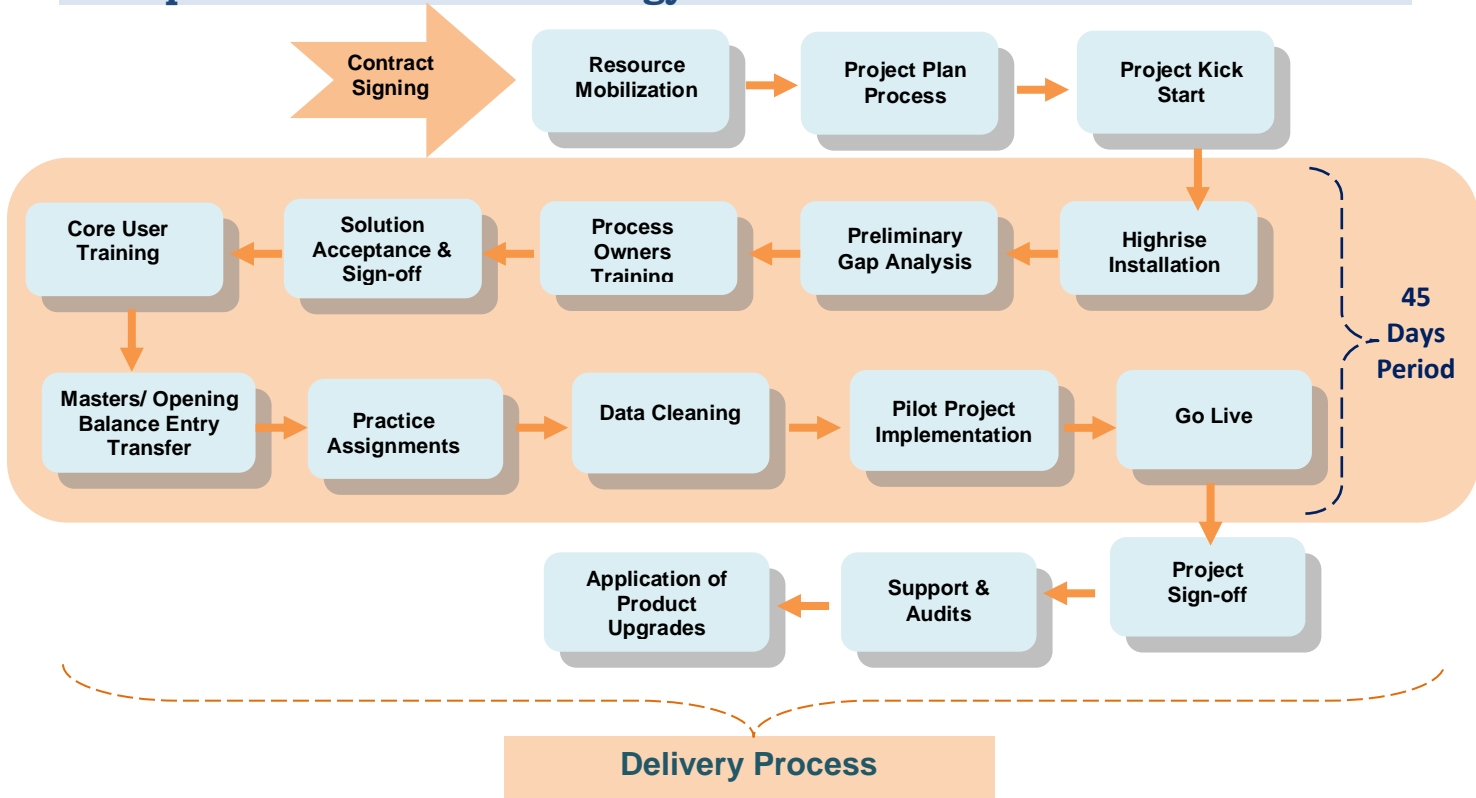 Contract
Signing
Resource
Mobilization
Project Plan
Process
Project Kick
Start
Highrise
Installation
Preliminary
Gap Analysis
Process
Owners
Training
Solution
Acceptance &
Sign-off
Core User
Training
45
Days
Period
Masters/ Opening
Balance Entry
Transfer
Practice
Assignments
Data Cleaning
Pilot Project
Implementation
Go Live
Project
Sign-off
Support &
Audits
Application of
Product
Upgrades
Delivery Process